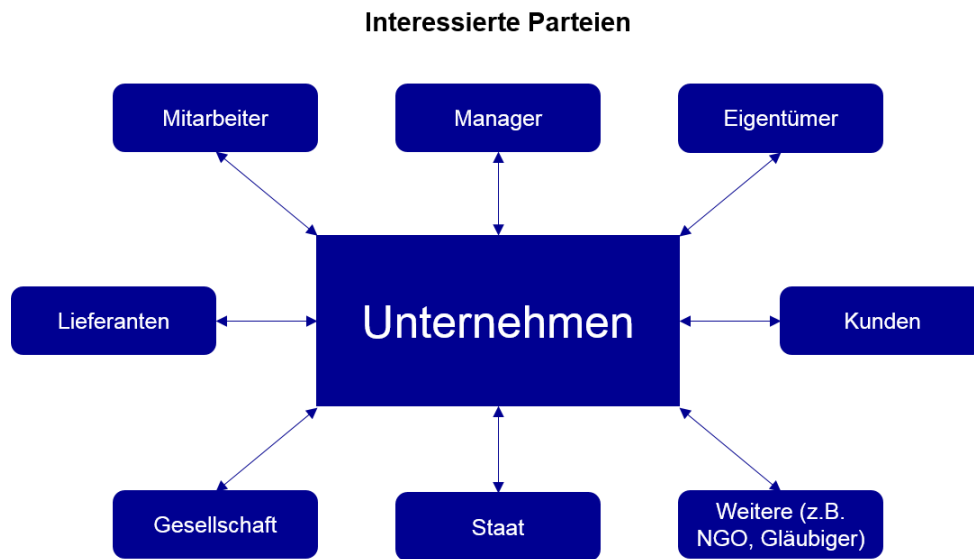 Interessierte Parteien
Mitarbeiter
Manager
Eigentümer
Lieferanten
Unternehmen
Kunden
Gesellschaft
Staat
Weitere (z.B.
NGO, Gläubiger)